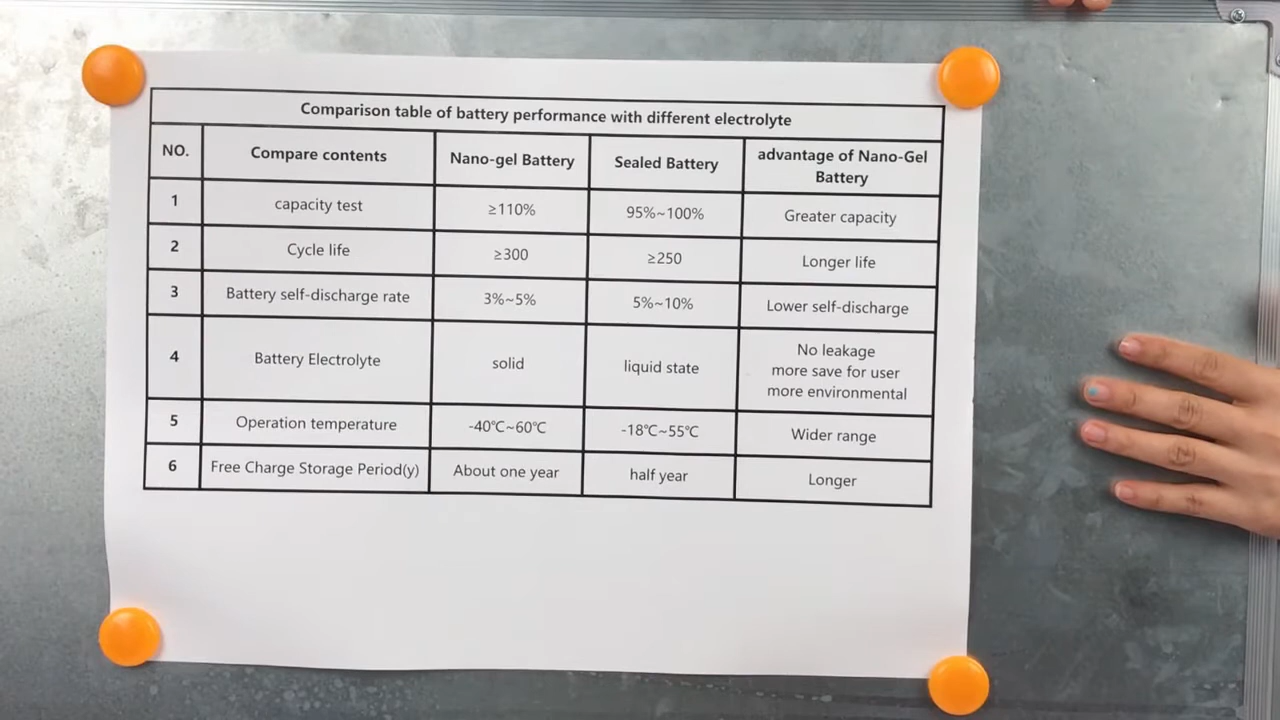 Comparison table of battery performance with different electrolyte
NO. Compare contents Nano-gel Battery Sealed Battery advantage of Nano-Gel
Battery
1 capacity test ≥110% 95%~100% Greater capacity
2 Cycle life ≥300 ≥250 Longer life
3 Battery self-discharge rate 3%~5% 5%~10% Lower self-discharge
4 Battery Electrolyte solid liquid state No leakage
more save for user
more environmental
5 Operation temperature -40℃~60℃ -18℃~55℃ Wider range
6 Free Charge Storage Period(y) About one year half year Longer